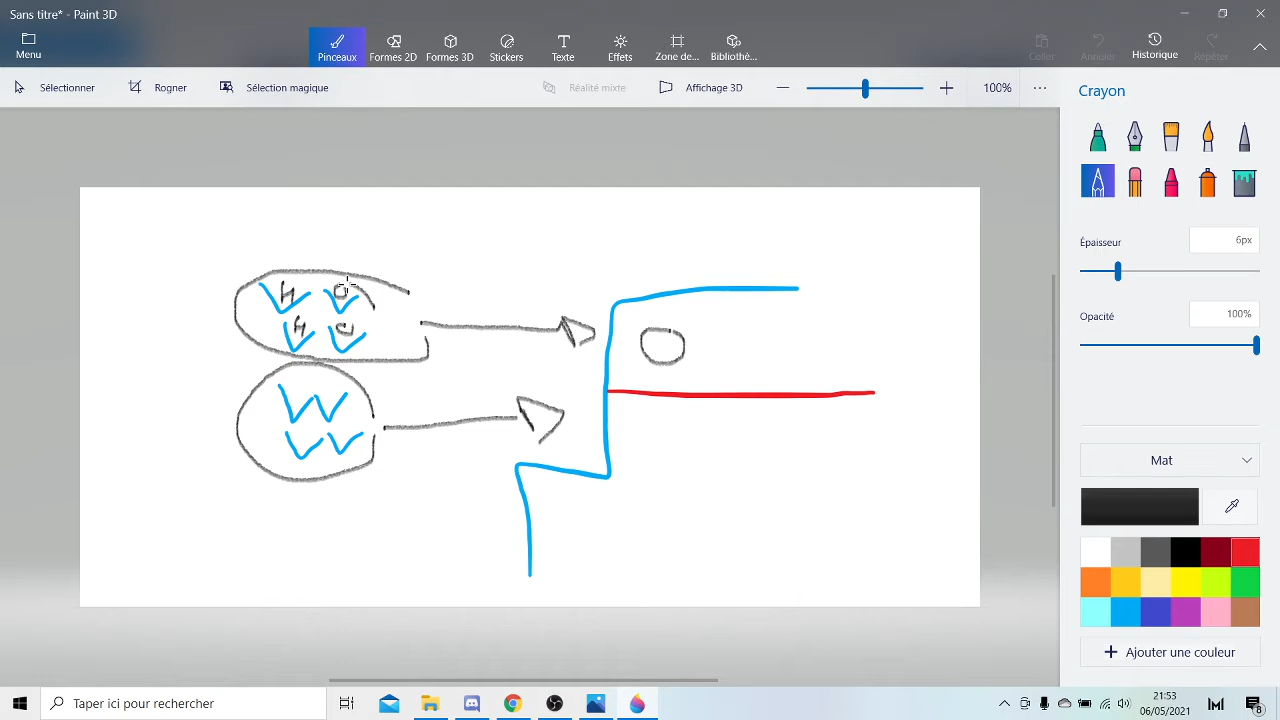 Sans titre* - Paint 3D
Menu
Pinceaux
Formes 2D
Formes 3D
Stickers
Texte
Effets
Zone de...
Bibliothè...
Coller
Annuler
Historique
Répéter
Sélectionner
Rogner
Sélection magique
Réalité mixte
Affichage 3D
100%
Crayon
Épaisseur
6px
Opacité
100%
Mat
Ajouter une couleur
Taper ici pour rechercher
21:53
06/05/2021
8